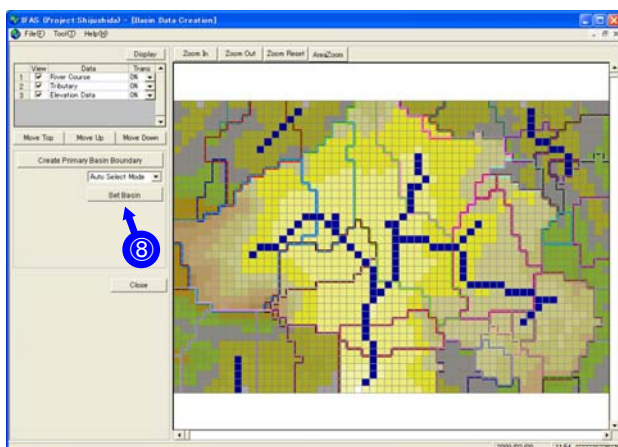 IFAS (Project:Shijushida) - [Basin Data Creation]
File(F) Tool(T) Help(H)
Display
Zoom In Zoom Out Zoom Reset AreaZoom
View Data Trans
1 River Course ON
2 Tributary ON
3 Elevation Data ON
Move Top Move Up Move Down
Create Primary Basin Boundary
Auto Select Mode
Set Basin
⑧
Close